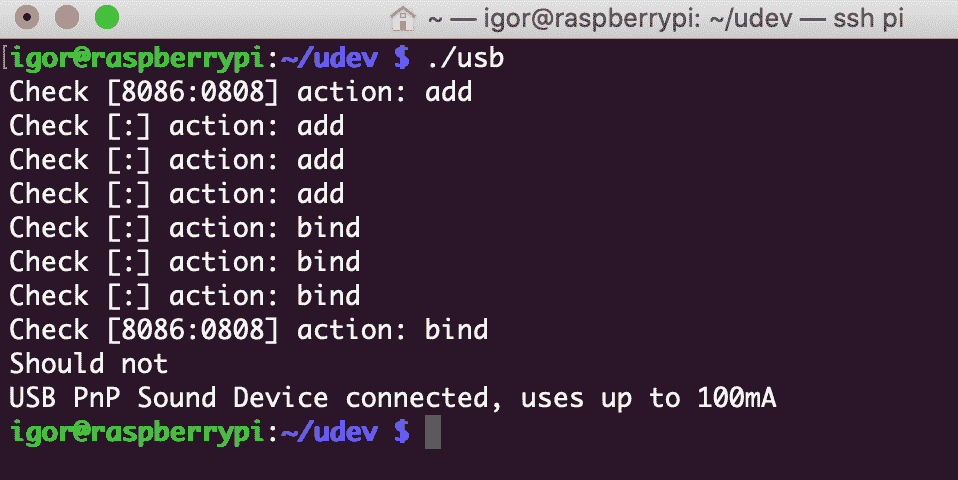 ~ — igor@raspberrypi: ~/udev — ssh pi
igor@raspberrypi:~/udev $ ./usb
Check [8086:0808] action: add
Check [:] action: add
Check [:] action: add
Check [:] action: add
Check [:] action: bind
Check [:] action: bind
Check [:] action: bind
Check [8086:0808] action: bind
Should not
USB PnP Sound Device connected, uses up to 100mA
igor@raspberrypi:~/udev $